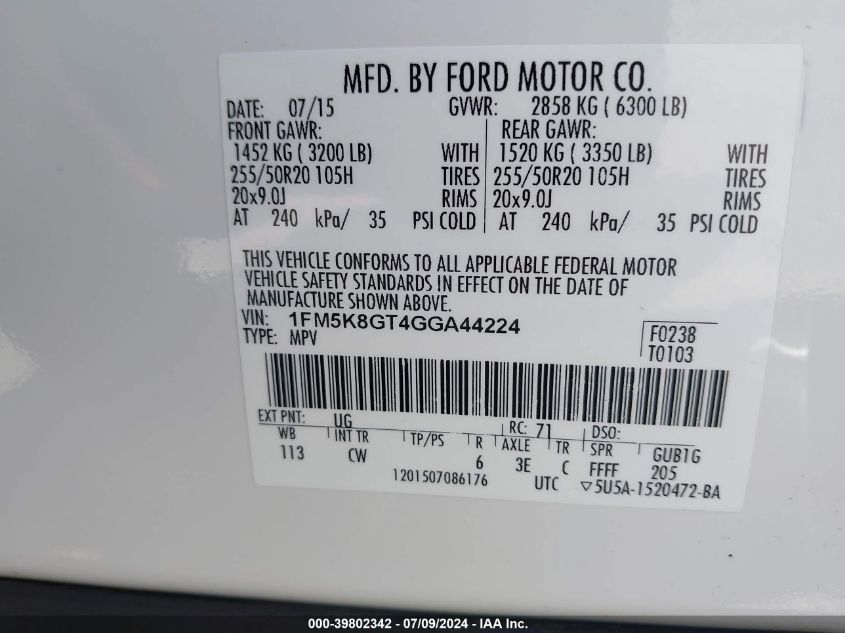 MFD. BY FORD MOTOR CO.
DATE: 07/15 GVWR: 2858 KG ( 6300 LB)
FRONT GAWR: REAR GAWR:
1452 KG ( 3200 LB) WITH 1520 KG ( 3350 LB) WITH
255/50R20 105H TIRES 255/50R20 105H TIRES
20x9.0J RIMS 20x9.0J RIMS
AT 240 kPa/ 35 PSI COLD AT 240 kPa/ 35 PSI COLD
THIS VEHICLE CONFORMS TO ALL APPLICABLE FEDERAL MOTOR
VEHICLE SAFETY STANDARDS IN EFFECT ON THE DATE OF
MANUFACTURE SHOWN ABOVE.
VIN: 1FM5K8GT4GGA44224
TYPE: MPV
F0238
T0103
EXT PNT: UG RC: 71 DSO:
WB INT TR TP/PS R AXLE TR SPR GUB1G
113 CW 6 3E C FFFF 205
1201507086176 UTC ▽5U5A-1520472-BA
000-39802342 / 07/09/2024 - IAA Inc.